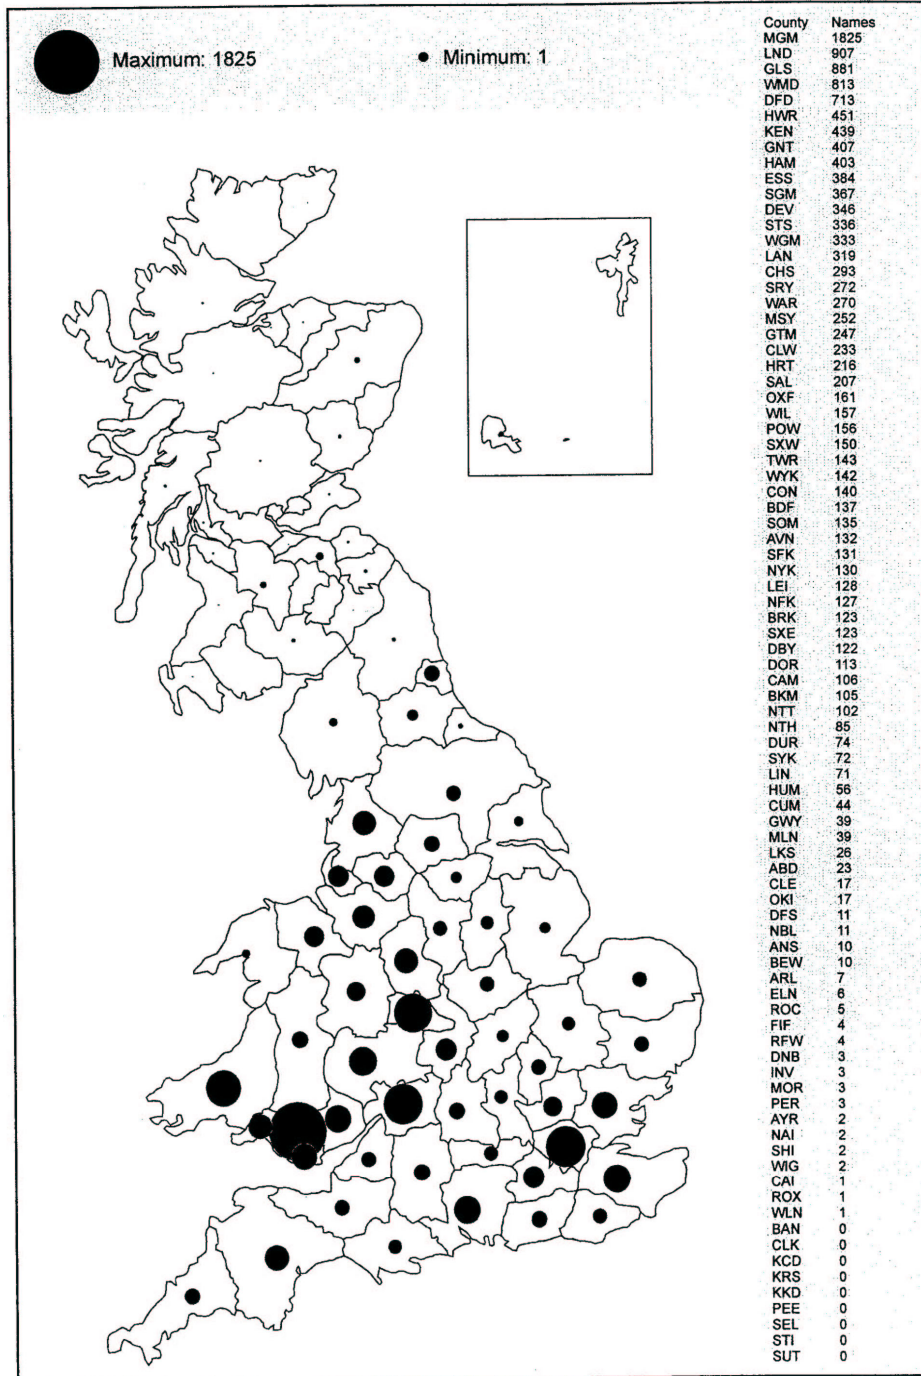 Maximum: 1825
Minimum: 1
County Names
MGM 1825
LND 907
GLS 881
WMD 813
DFD 713
HWR 451
KEN 439
GNT 407
HAM 403
ESS 384
SGM 367
DEV 346
STS 336
WGM 333
LAN 319
CHS 293
SRY 272
WAR 270
MSY 252
GTM 247
CLW 233
HRT 216
SAL 207
OXF 161
WIL 157
POW 156
SXW 150
TWR 143
WYK 142
CON 140
BDF 137
SOM 135
AVN 132
SFK 131
NYK 130
LEI 128
NFK 127
BRK 123
SXE 123
DBY 122
DOR 113
CAM 106
BKM 105
NTT 102
NTH 85
DUR 74
SYK 72
LIN 71
HUM 56
CUM 44
GWY 39
MLN 39
LKS 26
ABD 23
CLE 17
OKI 17
DFS 11
NBL 11
ANS 10
BEW 10
ARL 7
ELN 6
ROC 5
FIF 4
RFW 4
DNB 3
INV 3
MOR 3
PER 3
AYR 2
NAI 2
SHI 2
WIG 2
CAI 1
ROX 1
WLN 1
BAN 0
CLK 0
KCD 0
KRS 0
KKD 0
PEE 0
SEL 0
STI 0
SUT 0